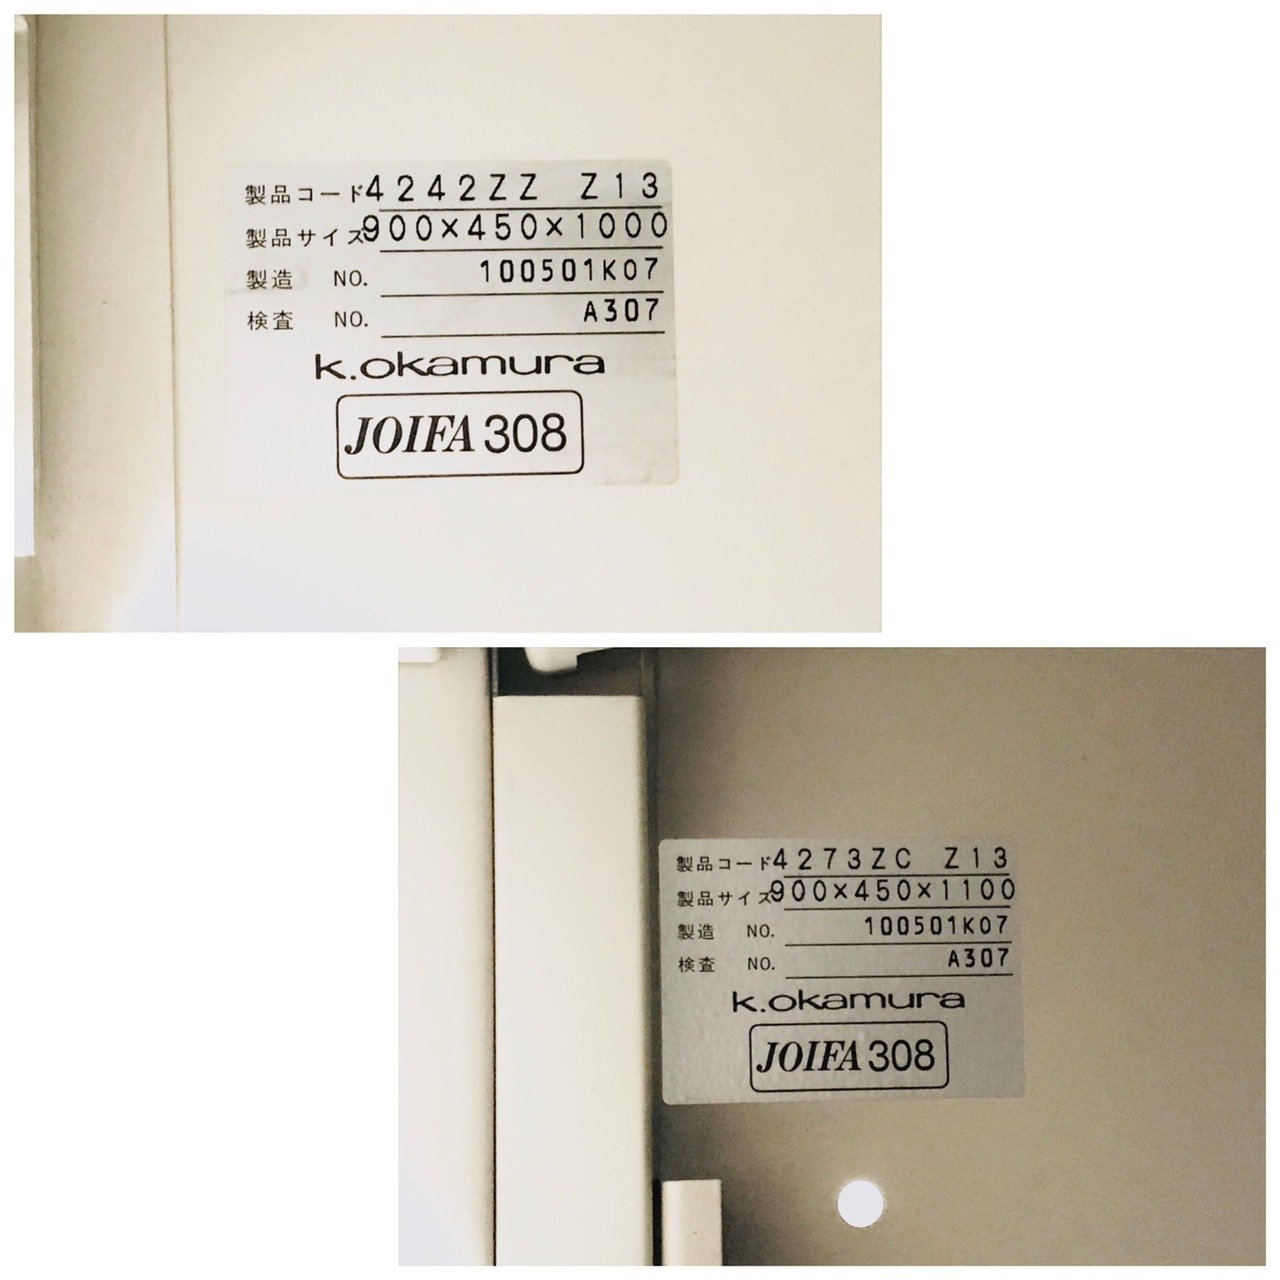 製品コード4242ZZ Z13
製品サイズ900×450×1000
製造 NO. 100501K07
検査 NO. A307
k.okamura
JOIFA 308
製品コード4273ZC Z13
製品サイズ900×450×1100
製造 NO. 100501K07
検査 NO. A307
k.okamura
JOIFA 308